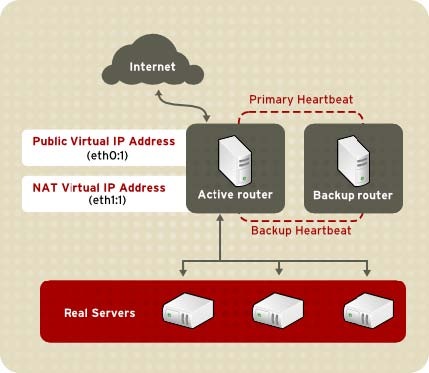 Internet
Primary Heartbeat
Public Virtual IP Address
(eth0:1)
NAT Virtual IP Address
(eth1:1)
Active router
Backup router
Backup Heartbeat
Real Servers